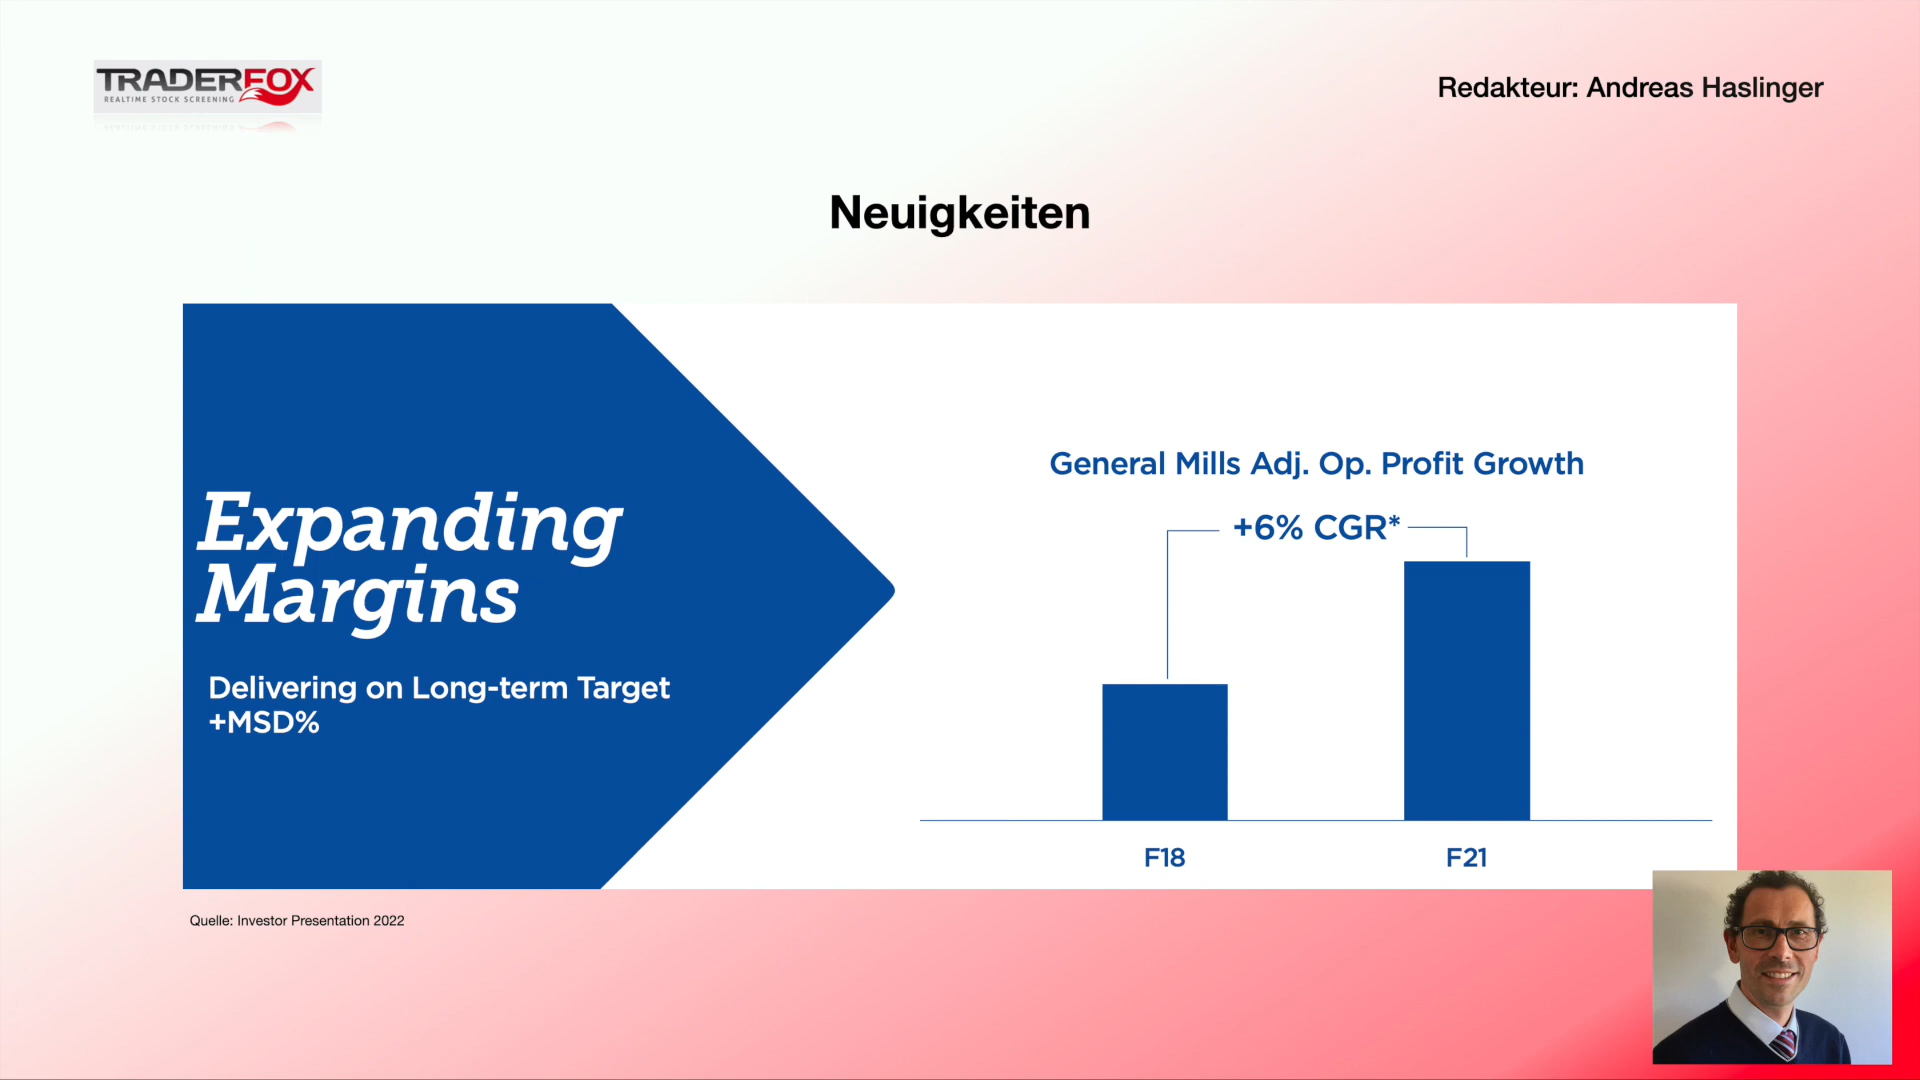 TRADERFOX
REALTIME STOCK SCREENING
Redakteur: Andreas Haslinger
Neuigkeiten
Expanding
Margins
Delivering on Long-term Target
+MSD%
General Mills Adj. Op. Profit Growth
+6% CGR*
F18
F21
Quelle: Investor Presentation 2022